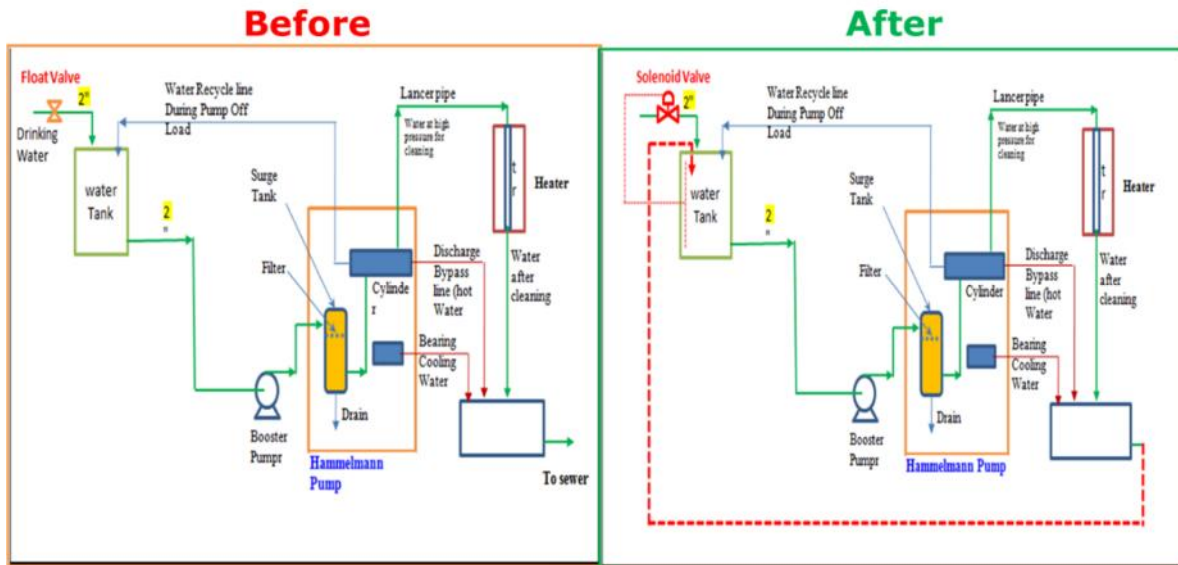 Before
After
Float Valve
2"
Drinking
Water
Water Recycle line
During Pump Off
Load
Lancer pipe
Water at high
pressure for
cleaning
water
Tank
2
"
Surge
Tank
Filter
t
r
Heater
Cylinde
r
Discharge
Bypass
line (hot
Water
Water
after
cleaning
Bearing
Cooling
Water
Drain
Booster
Pumpr
Hammelmann
Pump
To sewer
Solenoid Valve
2"
Water Recycle line
During Pump Off
Load
Lancer pipe
Water at high
pressure for
cleaning
water
Tank
2
"
Surge
Tank
Filter
t
r
Heater
Cylinder
Discharge
Bypass
line (hot
Water
Water
after
cleaning
Bearing
Cooling
Water
Drain
Booster
Pumpr
Hammelmann Pump